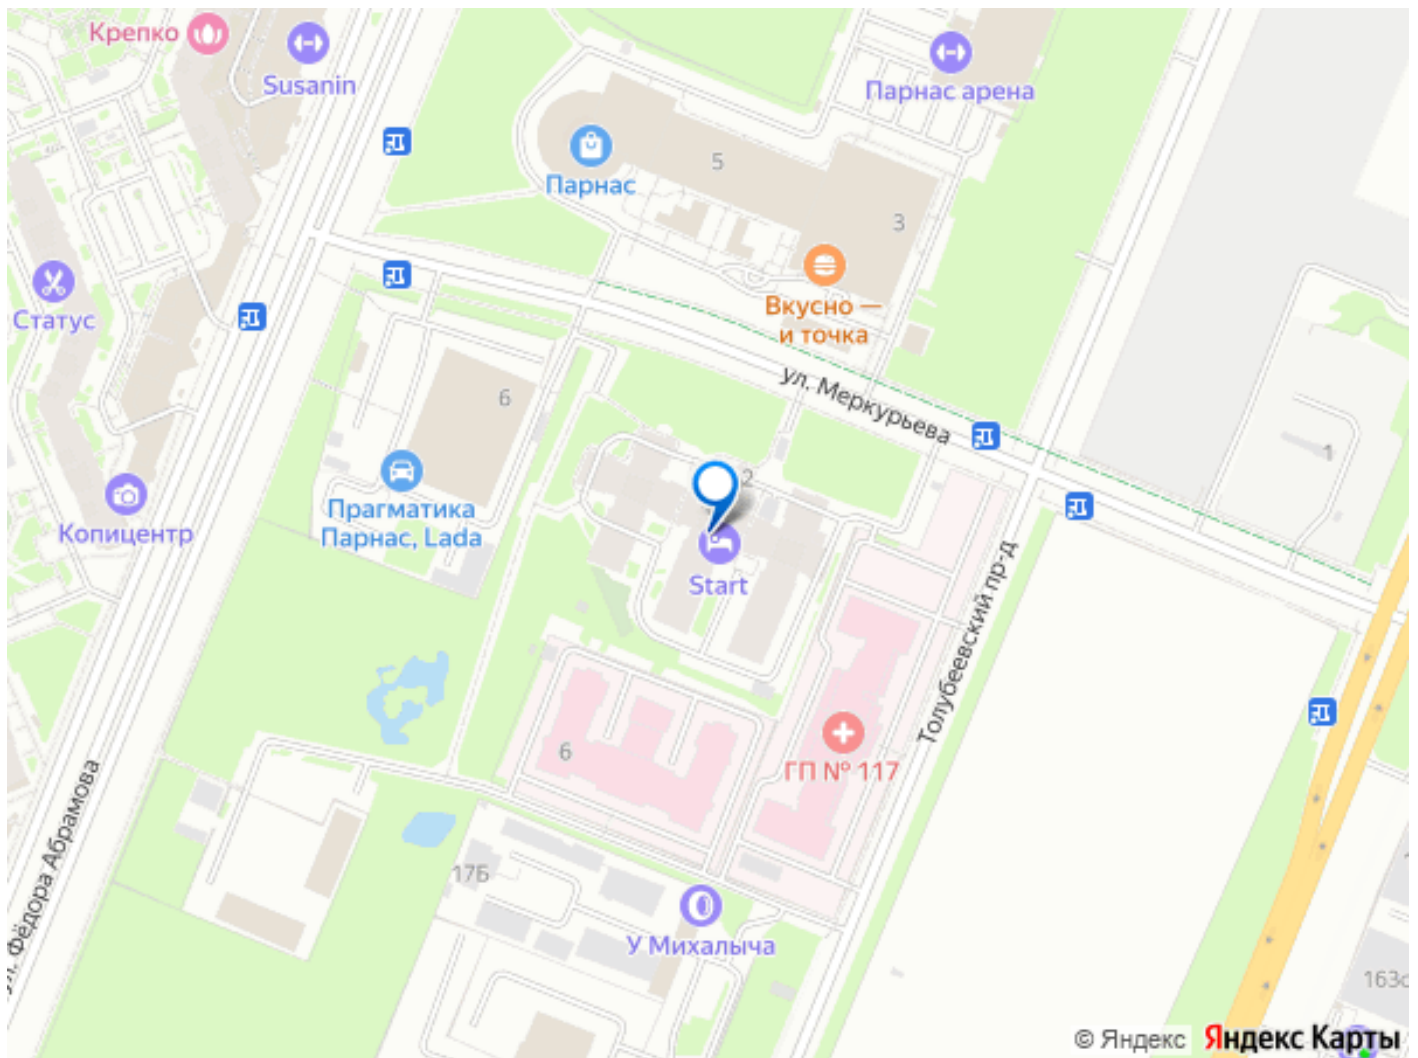 Крепко
Susanin
Парнас арена
5
Парнас
3
Вкусно —
и точка
Статус
ул. Меркурьева
6
2
1
Прагматика
Парнас, Lada
Копицентр
Start
Толубеевский пр-д
6
ГП № 117
ул. Фёдора Абрамова
17Б
У Михалыча
163с
© Яндекс Яндекс Карты